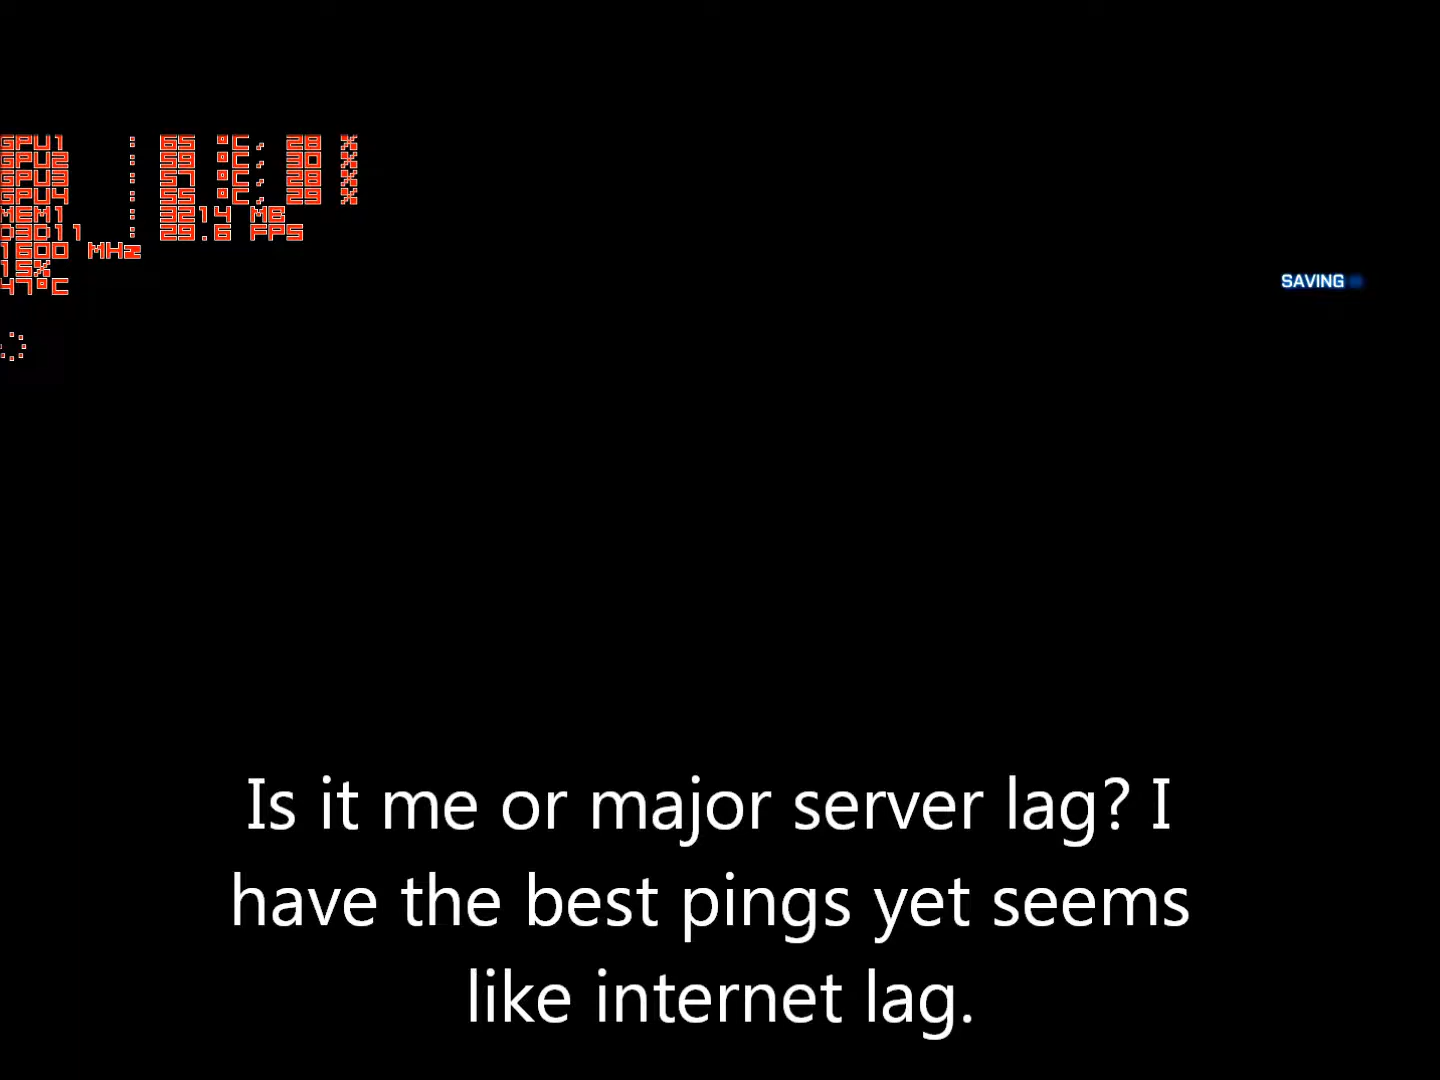 GPU1 : 65 °C, 28 %
GPU2 : 59 °C, 30 %
GPU3 : 57 °C, 28 %
GPU4 : 55 °C, 29 %
MEM1 : 3214 MB
D3D11 : 29.6 FPS
1600 MHz
15%
47°C
SAVING
Is it me or major server lag? I
have the best pings yet seems
like internet lag.